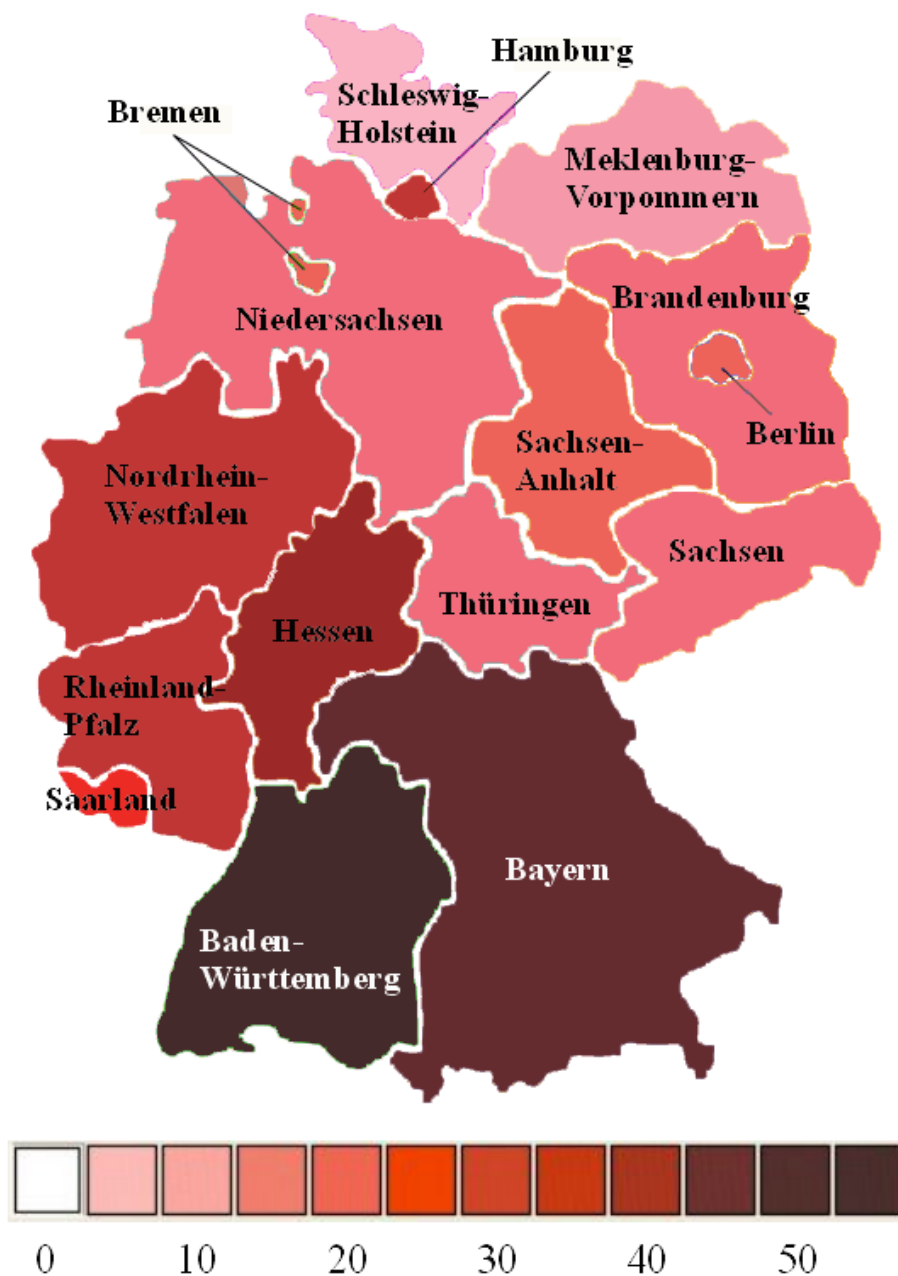 Hamburg
Schleswig-
Holstein
Bremen
Meklenburg-
Vorpommern
Brandenburg
Niedersachsen
Berlin
Sachsen-
Anhalt
Nordrhein-
Westfalen
Sachsen
Thüringen
Hessen
Rheinland-
Pfalz
Saarland
Bayern
Baden-
Württemberg
0 10 20 30 40 50